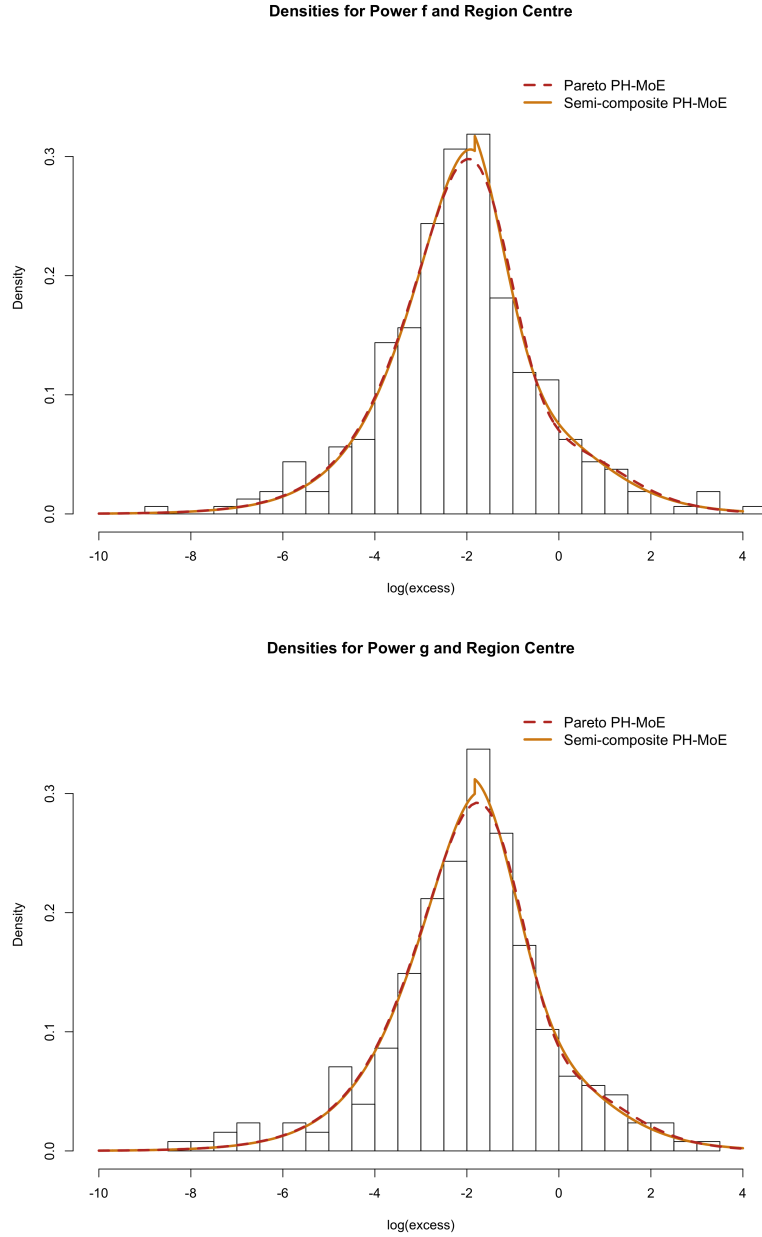 Densities for Power f and Region Centre
Pareto PH-MoE
Semi-composite PH-MoE
0.3
0.2
0.1
0.0
Density
-10 -8 -6 -4 -2 0 2 4
log(excess)
Densities for Power g and Region Centre
Pareto PH-MoE
Semi-composite PH-MoE
0.3
0.2
0.1
0.0
Density
-10 -8 -6 -4 -2 0 2 4
log(excess)